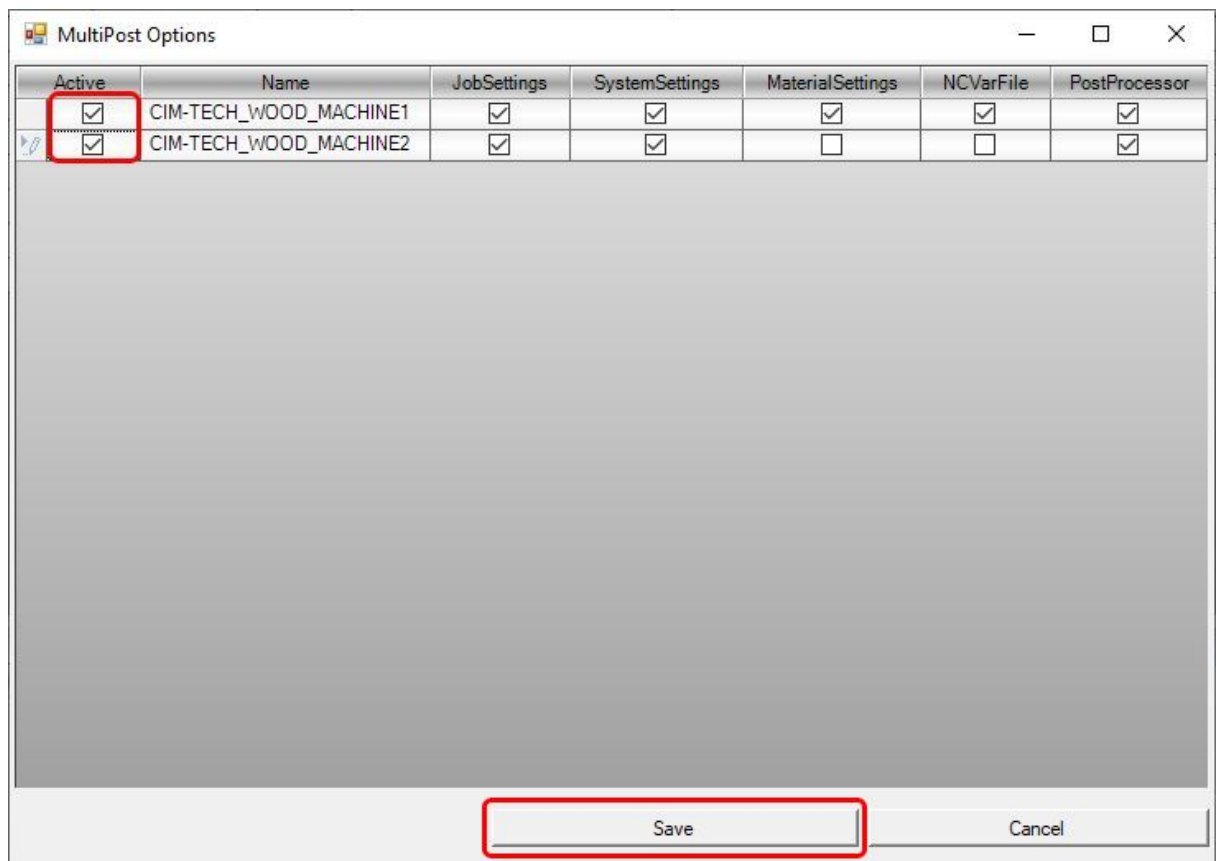 MultiPost Options
Active Name JobSettings SystemSettings MaterialSettings NCVarFile PostProcessor
CIM-TECH_WOOD_MACHINE1
CIM-TECH_WOOD_MACHINE2
Save Cancel